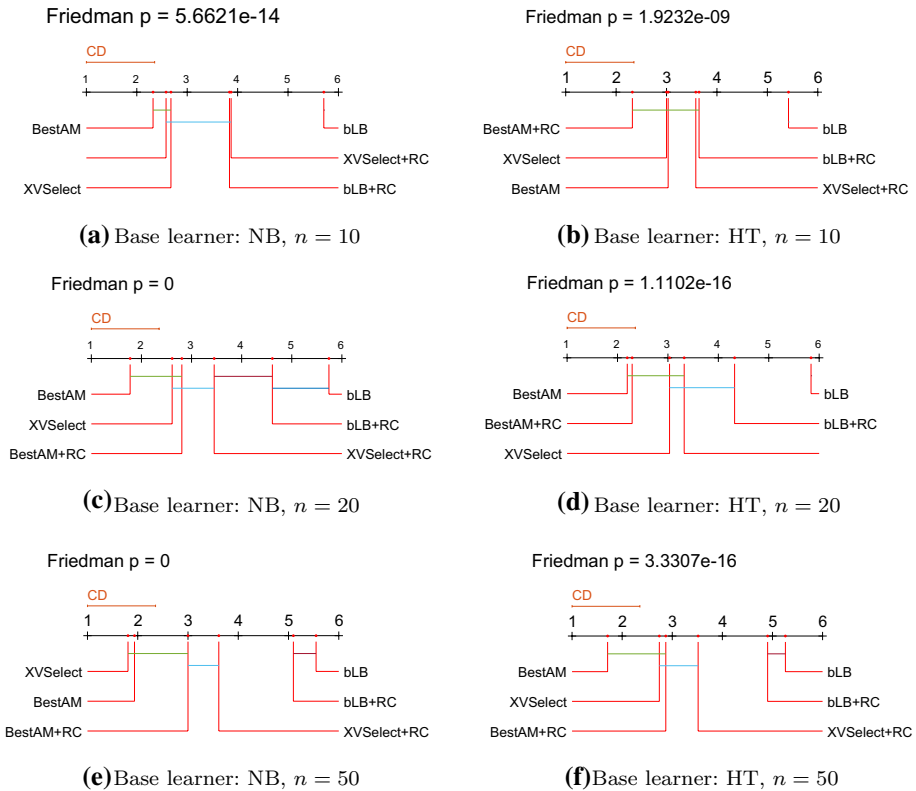 Friedman p = 5.6621e-14
CD
1 2 3 4 5 6
BestAM
bLB
XVSelect+RC
XVSelect
bLB+RC
(a) Base learner: NB, n = 10
Friedman p = 1.9232e-09
CD
1 2 3 4 5 6
BestAM+RC
bLB
XVSelect
bLB+RC
BestAM
XVSelect+RC
(b) Base learner: HT, n = 10
Friedman p = 0
CD
1 2 3 4 5 6
BestAM
bLB
XVSelect
bLB+RC
BestAM+RC
XVSelect+RC
(c) Base learner: NB, n = 20
Friedman p = 1.1102e-16
CD
1 2 3 4 5 6
BestAM
bLB
BestAM+RC
bLB+RC
XVSelect
(d) Base learner: HT, n = 20
Friedman p = 0
CD
1 2 3 4 5 6
XVSelect
bLB
BestAM
bLB+RC
BestAM+RC
XVSelect+RC
(e) Base learner: NB, n = 50
Friedman p = 3.3307e-16
CD
1 2 3 4 5 6
BestAM
bLB
XVSelect
bLB+RC
BestAM+RC
XVSelect+RC
(f) Base learner: HT, n = 50